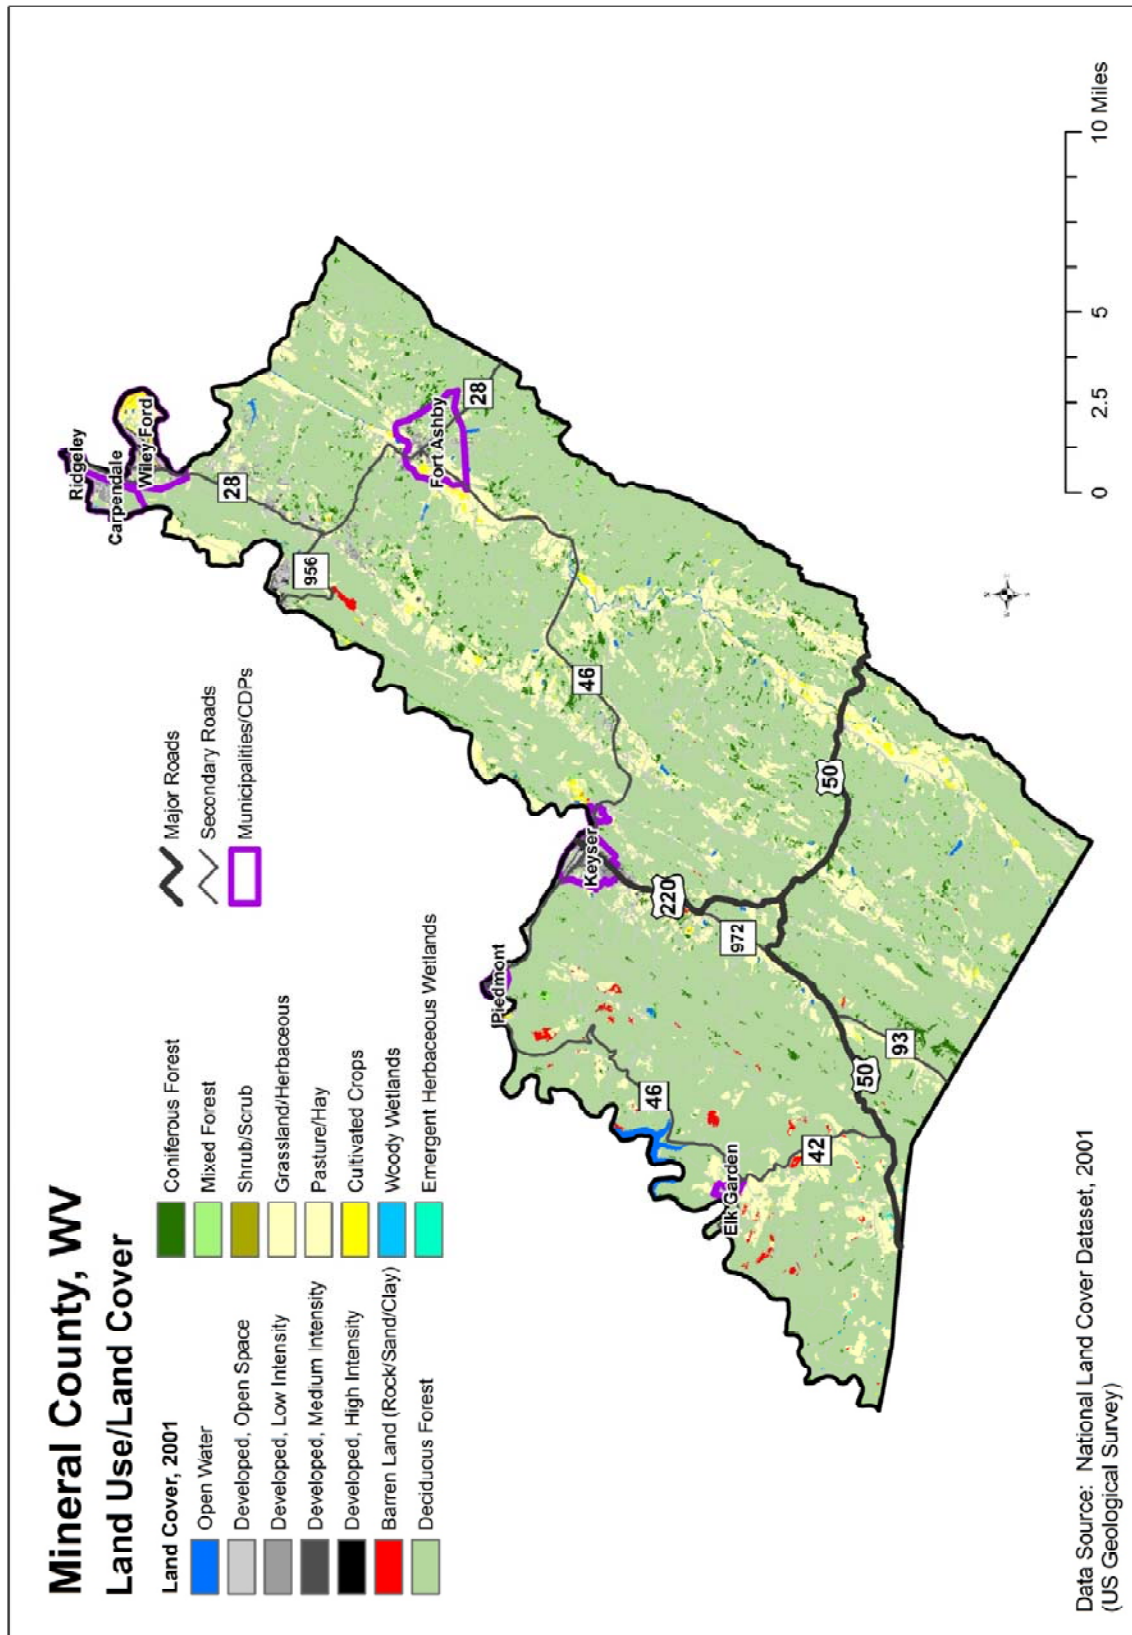 Mineral County, WV
Land Use/Land Cover
Land Cover, 2001
Open Water
Developed, Open Space
Developed, Low Intensity
Developed, Medium Intensity
Developed, High Intensity
Barren Land (Rock/Sand/Clay)
Deciduous Forest
Coniferous Forest
Mixed Forest
Shrub/Scrub
Grassland/Herbaceous
Pasture/Hay
Cultivated Crops
Woody Wetlands
Emergent Herbaceous Wetlands
Major Roads
Secondary Roads
Municipalities/CDPs
Ridgeley
Carpendale
Wiley Ford
28
956
Fort Ashby
28
46
Keyser
220
50
972
Piedmont
46
93
50
42
Elk Garden
0 2.5 5 10 Miles
Data Source: National Land Cover Dataset, 2001
(US Geological Survey)